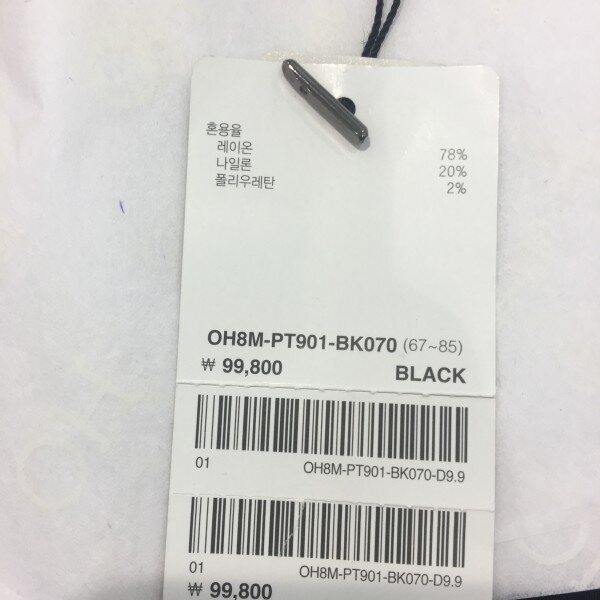 혼용율
레이온 78%
나일론 20%
폴리우레탄 2%
OH8M-PT901-BK070 (67~85)
₩ 99,800 BLACK
01 OH8M-PT901-BK070-D9.9
01 OH8M-PT901-BK070-D9.9
₩ 99,800